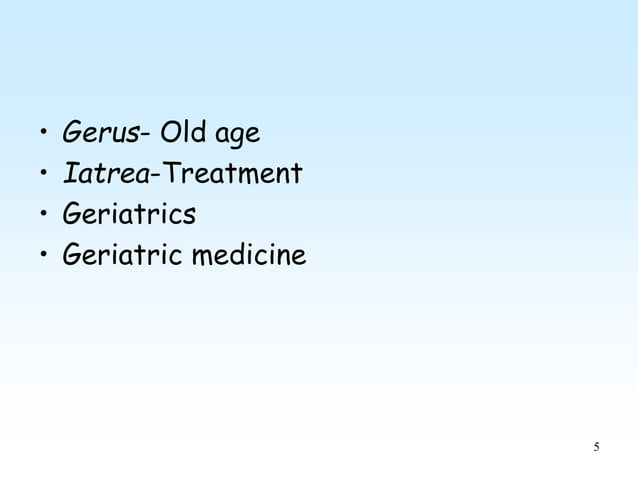 • Gerus- Old age
• Iatrea-Treatment
• Geriatrics
• Geriatric medicine
5